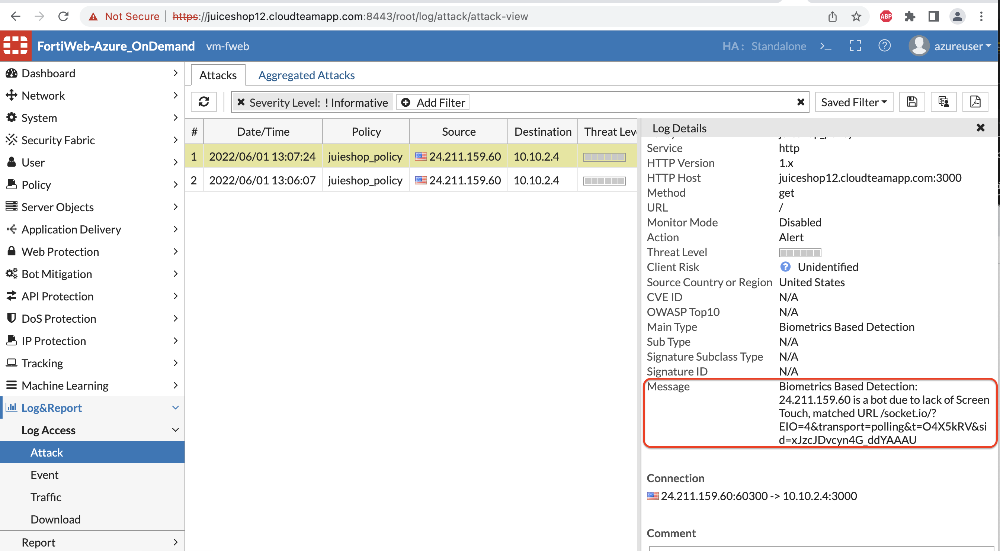 Not Secure https://juiceshop12.cloudteamapp.com:8443/root/log/attack/attack-view
ABP
FortiWeb-Azure_OnDemand vm-fweb HA: Standalone >_ azureuser
Dashboard
Network
System
Security Fabric
User
Policy
Server Objects
Application Delivery
Web Protection
Bot Mitigation
API Protection
DoS Protection
IP Protection
Tracking
Machine Learning
Log&Report
Log Access
Attack
Event
Traffic
Download
Report
Attacks Aggregated Attacks
Severity Level: ! Informative Add Filter Saved Filter
# Date/Time Policy Source Destination Threat Lev
1 2022/06/01 13:07:24 juieshop_policy 24.211.159.60 10.10.2.4
2 2022/06/01 13:06:07 juieshop_policy 24.211.159.60 10.10.2.4
Log Details
Service http
HTTP Version 1.x
HTTP Host juiceshop12.cloudteamapp.com:3000
Method get
URL /
Monitor Mode Disabled
Action Alert
Threat Level
Client Risk ? Unidentified
Source Country or Region United States
CVE ID N/A
OWASP Top10 N/A
Main Type Biometrics Based Detection
Sub Type N/A
Signature Subclass Type N/A
Signature ID N/A
Message Biometrics Based Detection:
24.211.159.60 is a bot due to lack of Screen
Touch, matched URL /socket.io/?
EIO=4&transport=polling&t=O4X5kRV&si
d=xJzcJDvcyn4G_ddYAAAU
Connection
24.211.159.60:60300 -> 10.10.2.4:3000
Comment